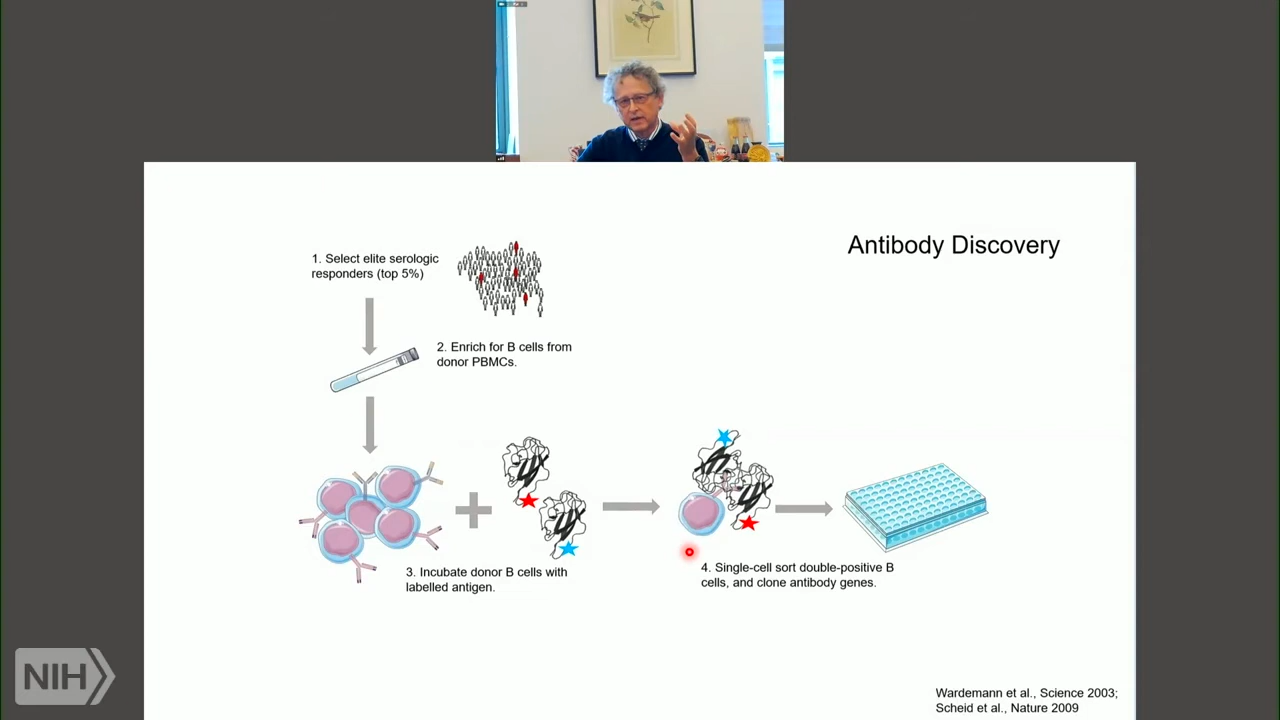 Antibody Discovery
1. Select elite serologic
responders (top 5%)
2. Enrich for B cells from
donor PBMCs.
3. Incubate donor B cells with
labelled antigen.
4. Single-cell sort double-positive B
cells, and clone antibody genes.
NIH
Wardemann et al., Science 2003;
Scheid et al., Nature 2009